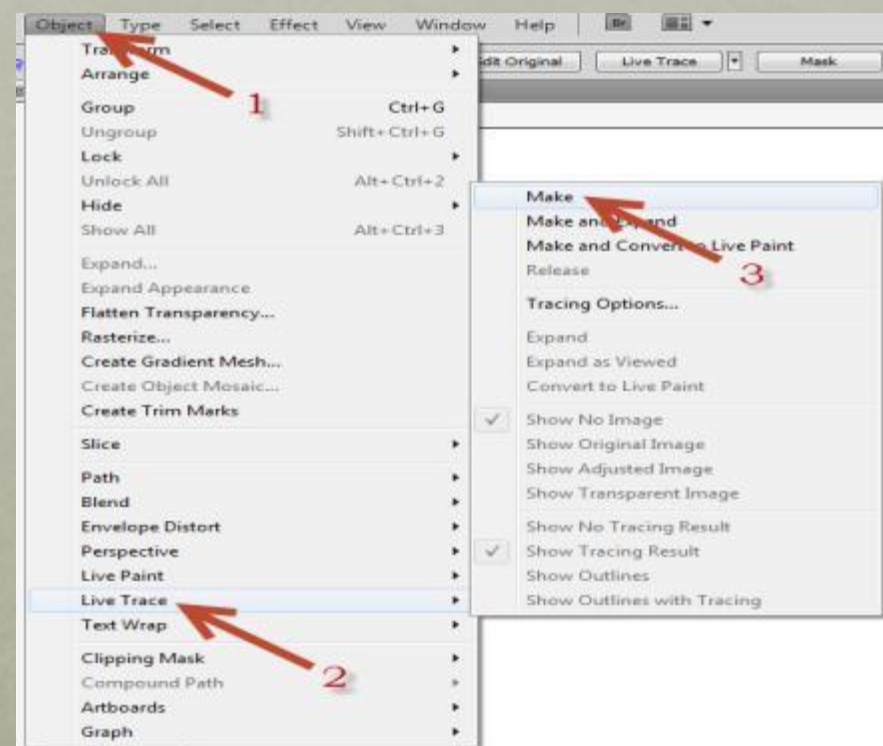 Object Type Select Effect View Window Help Br
Edit Original Live Trace Mask
Transform
Arrange
1
Group Ctrl+G
Ungroup Shift+Ctrl+G
Lock
Unlock All Alt+Ctrl+2
Hide
Show All Alt+Ctrl+3
Expand...
Expand Appearance
Flatten Transparency...
Rasterize...
Create Gradient Mesh...
Create Object Mosaic...
Create Trim Marks
Slice
Path
Blend
Envelope Distort
Perspective
Live Paint
Live Trace
Text Wrap
2
Clipping Mask
Compound Path
Artboards
Graph
Make
Make and Expand
Make and Convert to Live Paint
3
Release
Tracing Options...
Expand
Expand as Viewed
Convert to Live Paint
Show No Image
Show Original Image
Show Adjusted Image
Show Transparent Image
Show No Tracing Result
Show Tracing Result
Show Outlines
Show Outlines with Tracing